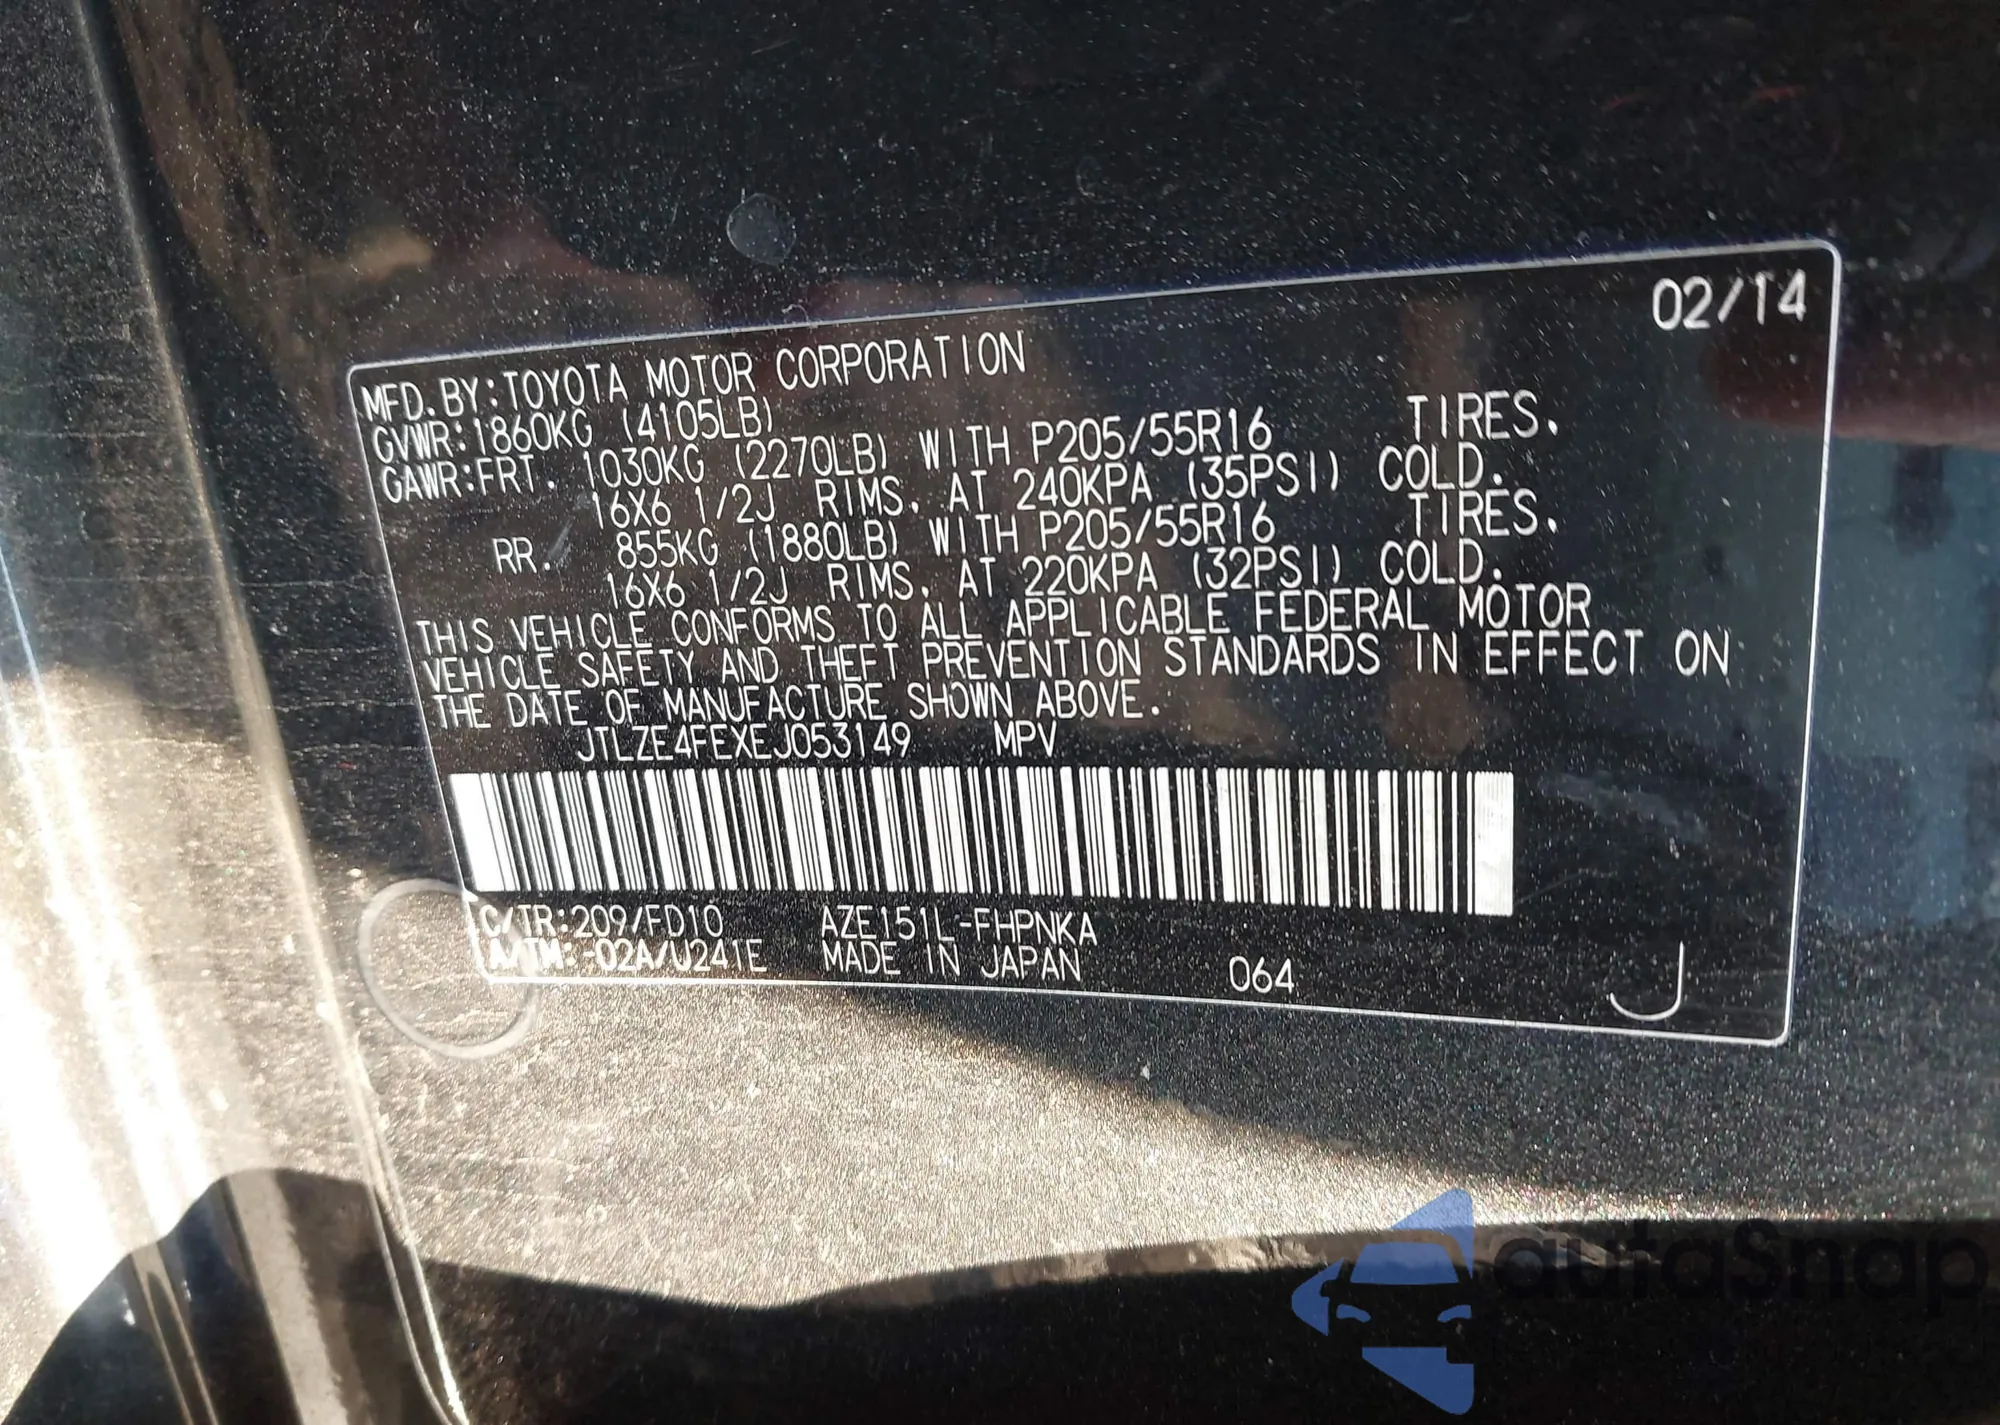 02/14
MFD.BY:TOYOTA MOTOR CORPORATION
GVWR:1860KG (4105LB)
GAWR:FRT. 1030KG (2270LB) WITH P205/55R16 TIRES.
16X6 1/2J RIMS. AT 240KPA (35PSI) COLD.
RR. 855KG (1880LB) WITH P205/55R16 TIRES.
16X6 1/2J RIMS. AT 220KPA (32PSI) COLD.
THIS VEHICLE CONFORMS TO ALL APPLICABLE FEDERAL MOTOR
VEHICLE SAFETY AND THEFT PREVENTION STANDARDS IN EFFECT ON
THE DATE OF MANUFACTURE SHOWN ABOVE.
JTLZE4FEXEJ053149 MPV
C/TR:209/FD10 AZE151L-FHPNKA
A/TM:-02A/U241E MADE IN JAPAN 064 J
autaSnap